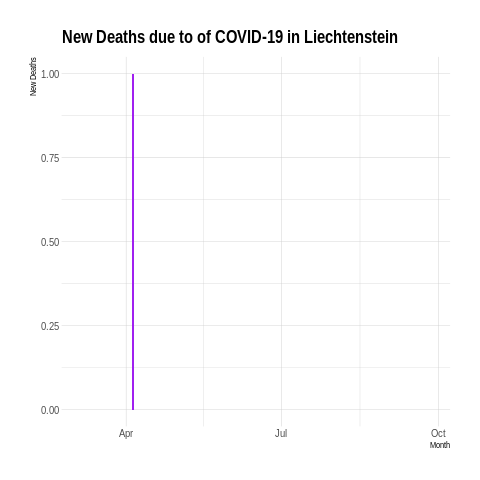 New Deaths due to of COVID-19 in Liechtenstein
New Deaths
1.00
0.75
0.50
0.25
0.00
Apr Jul Oct
Month